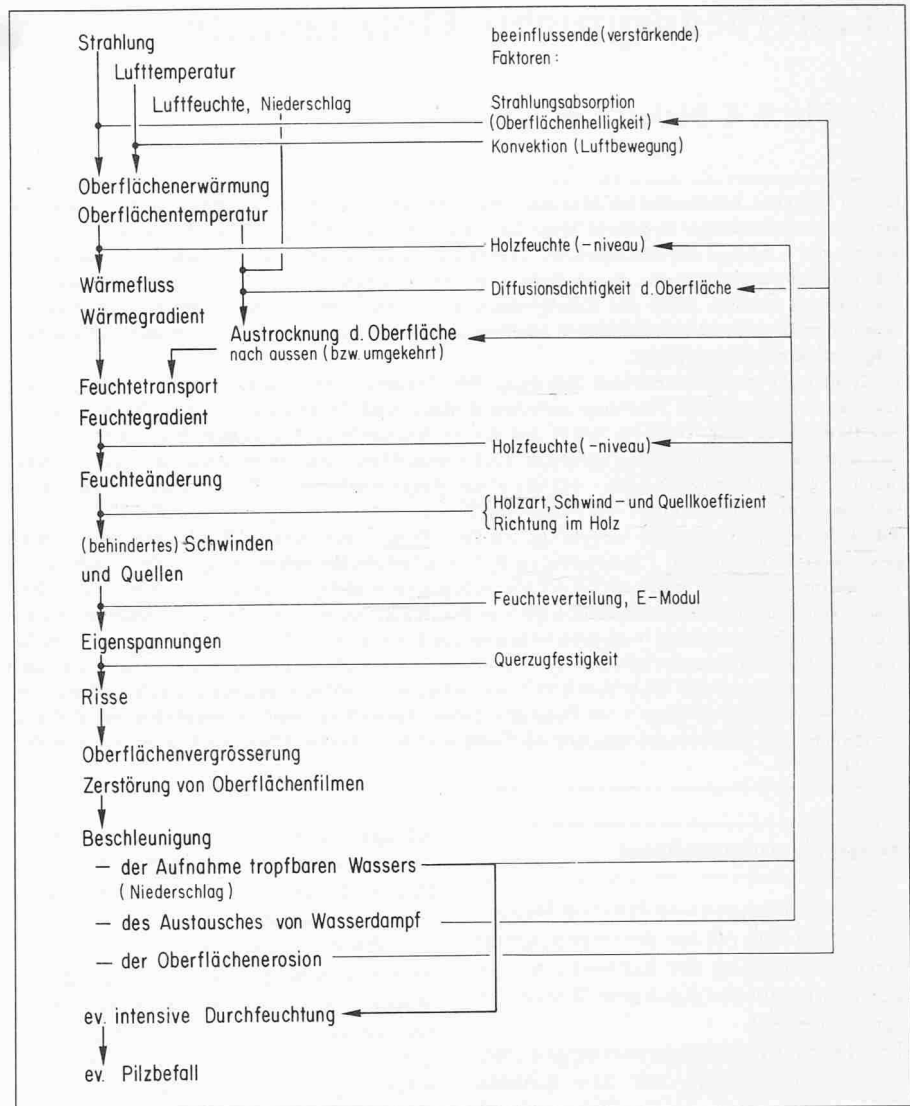 Strahlung
beeinflussende (verstärkende)
Faktoren :
Lufttemperatur
Luftfeuchte, Niederschlag
Strahlungsabsorption
(Oberflächenhelligkeit)
Konvektion (Luftbewegung)
Oberflächenerwärmung
Oberflächentemperatur
Holzfeuchte (-niveau)
Wärmefluss
Diffusionsdichtigkeit d. Oberfläche
Wärmegradient
Austrocknung d. Oberfläche
nach aussen (bzw. umgekehrt)
Feuchtetransport
Feuchtegradient
Holzfeuchte (-niveau)
Feuchteänderung
Holzart, Schwind- und Quellkoeffizient
Richtung im Holz
(behindertes) Schwinden
und Quellen
Feuchteverteilung, E-Modul
Eigenspannungen
Querzugfestigkeit
Risse
Oberflächenvergrösserung
Zerstörung von Oberflächenfilmen
Beschleunigung
— der Aufnahme tropfbaren Wassers
(Niederschlag)
— des Austausches von Wasserdampf
— der Oberflächenerosion
ev. intensive Durchfeuchtung
ev. Pilzbefall